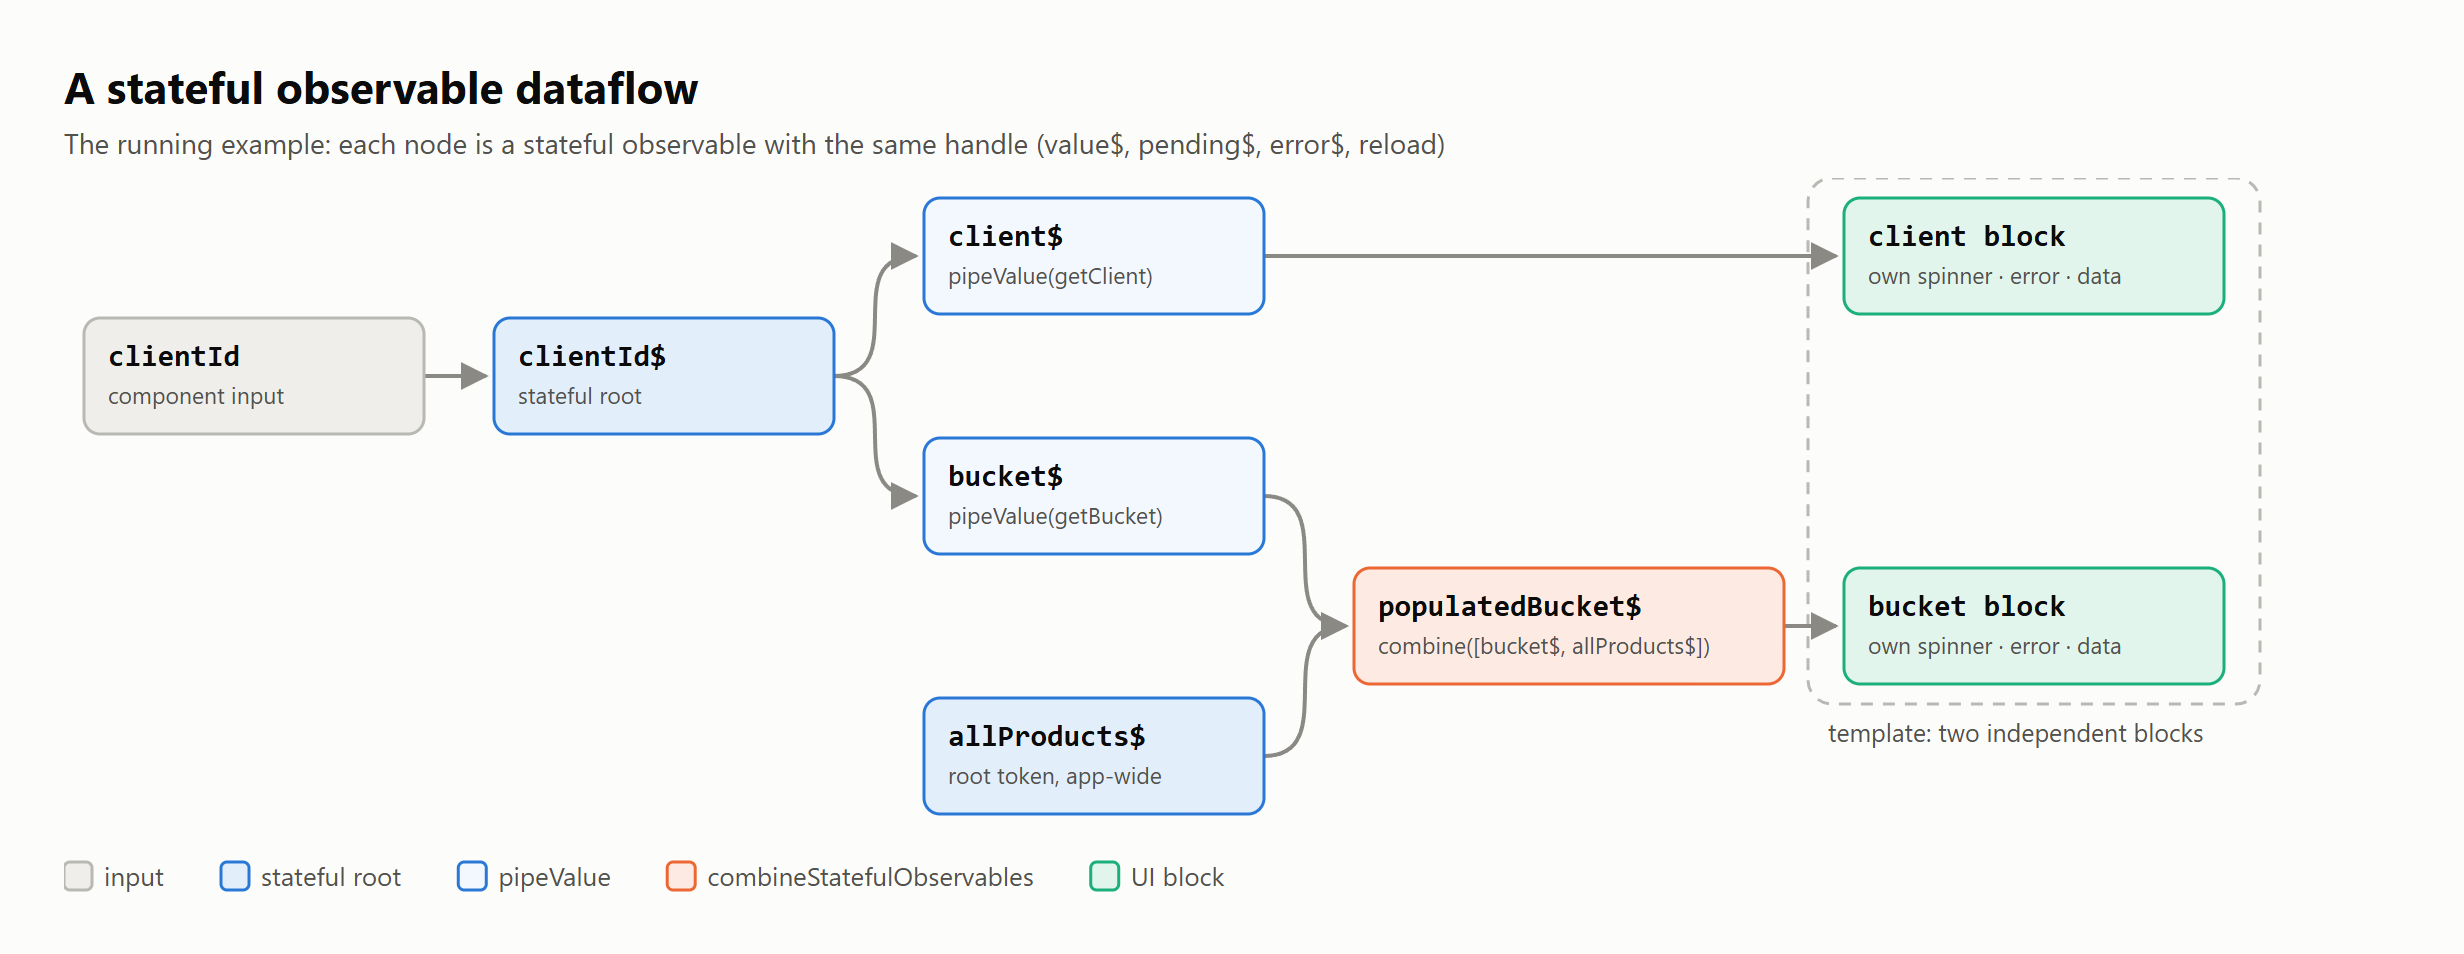 A stateful observable dataflow
The running example: each node is a stateful observable with the same handle (value$, pending$, error$, reload)
clientId
component input
clientId$
stateful root
client$
pipeValue(getClient)
bucket$
pipeValue(getBucket)
allProducts$
root token, app-wide
populatedBucket$
combine([bucket$, allProducts$])
client block
own spinner · error · data
bucket block
own spinner · error · data
template: two independent blocks
input
stateful root
pipeValue
combineStatefulObservables
UI block